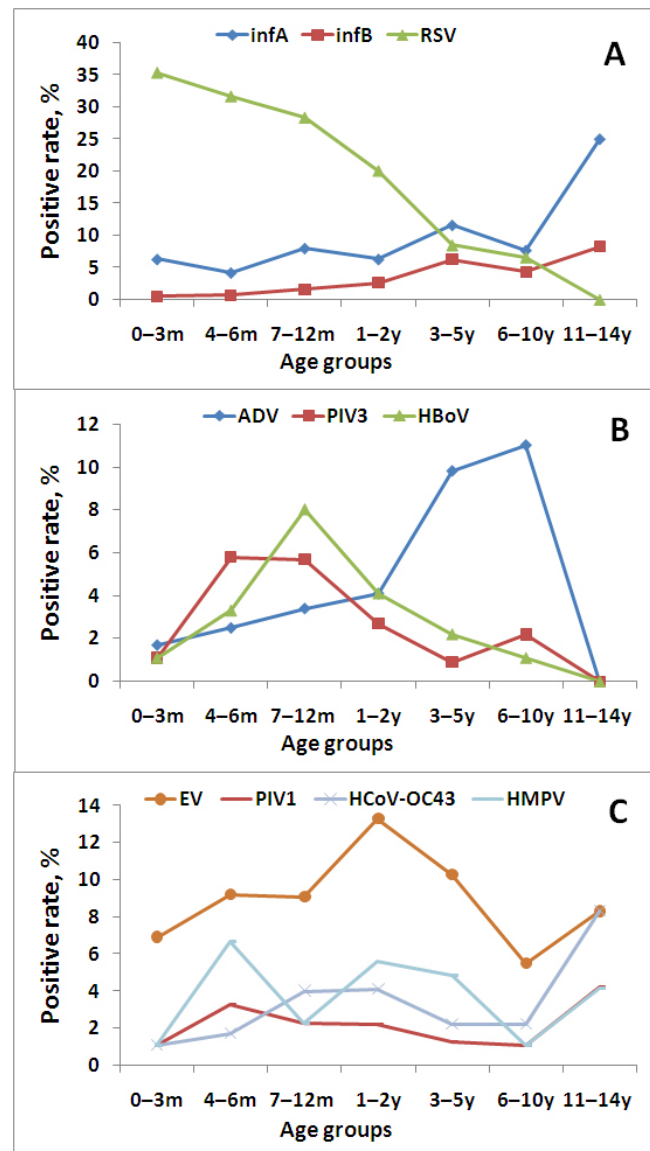 infA infB RSV
A
Positive rate, %
40
35
30
25
20
15
10
5
0
0–3m 4–6m 7–12m 1–2y 3–5y 6–10y 11–14y
Age groups
ADV PIV3 HBoV
B
Positive rate, %
12
10
8
6
4
2
0
0–3m 4–6m 7–12m 1–2y 3–5y 6–10y 11–14y
Age groups
EV PIV1 HCoV-OC43 HMPV
C
Positive rate, %
14
12
10
8
6
4
2
0
0–3m 4–6m 7–12m 1–2y 3–5y 6–10y 11–14y
Age groups